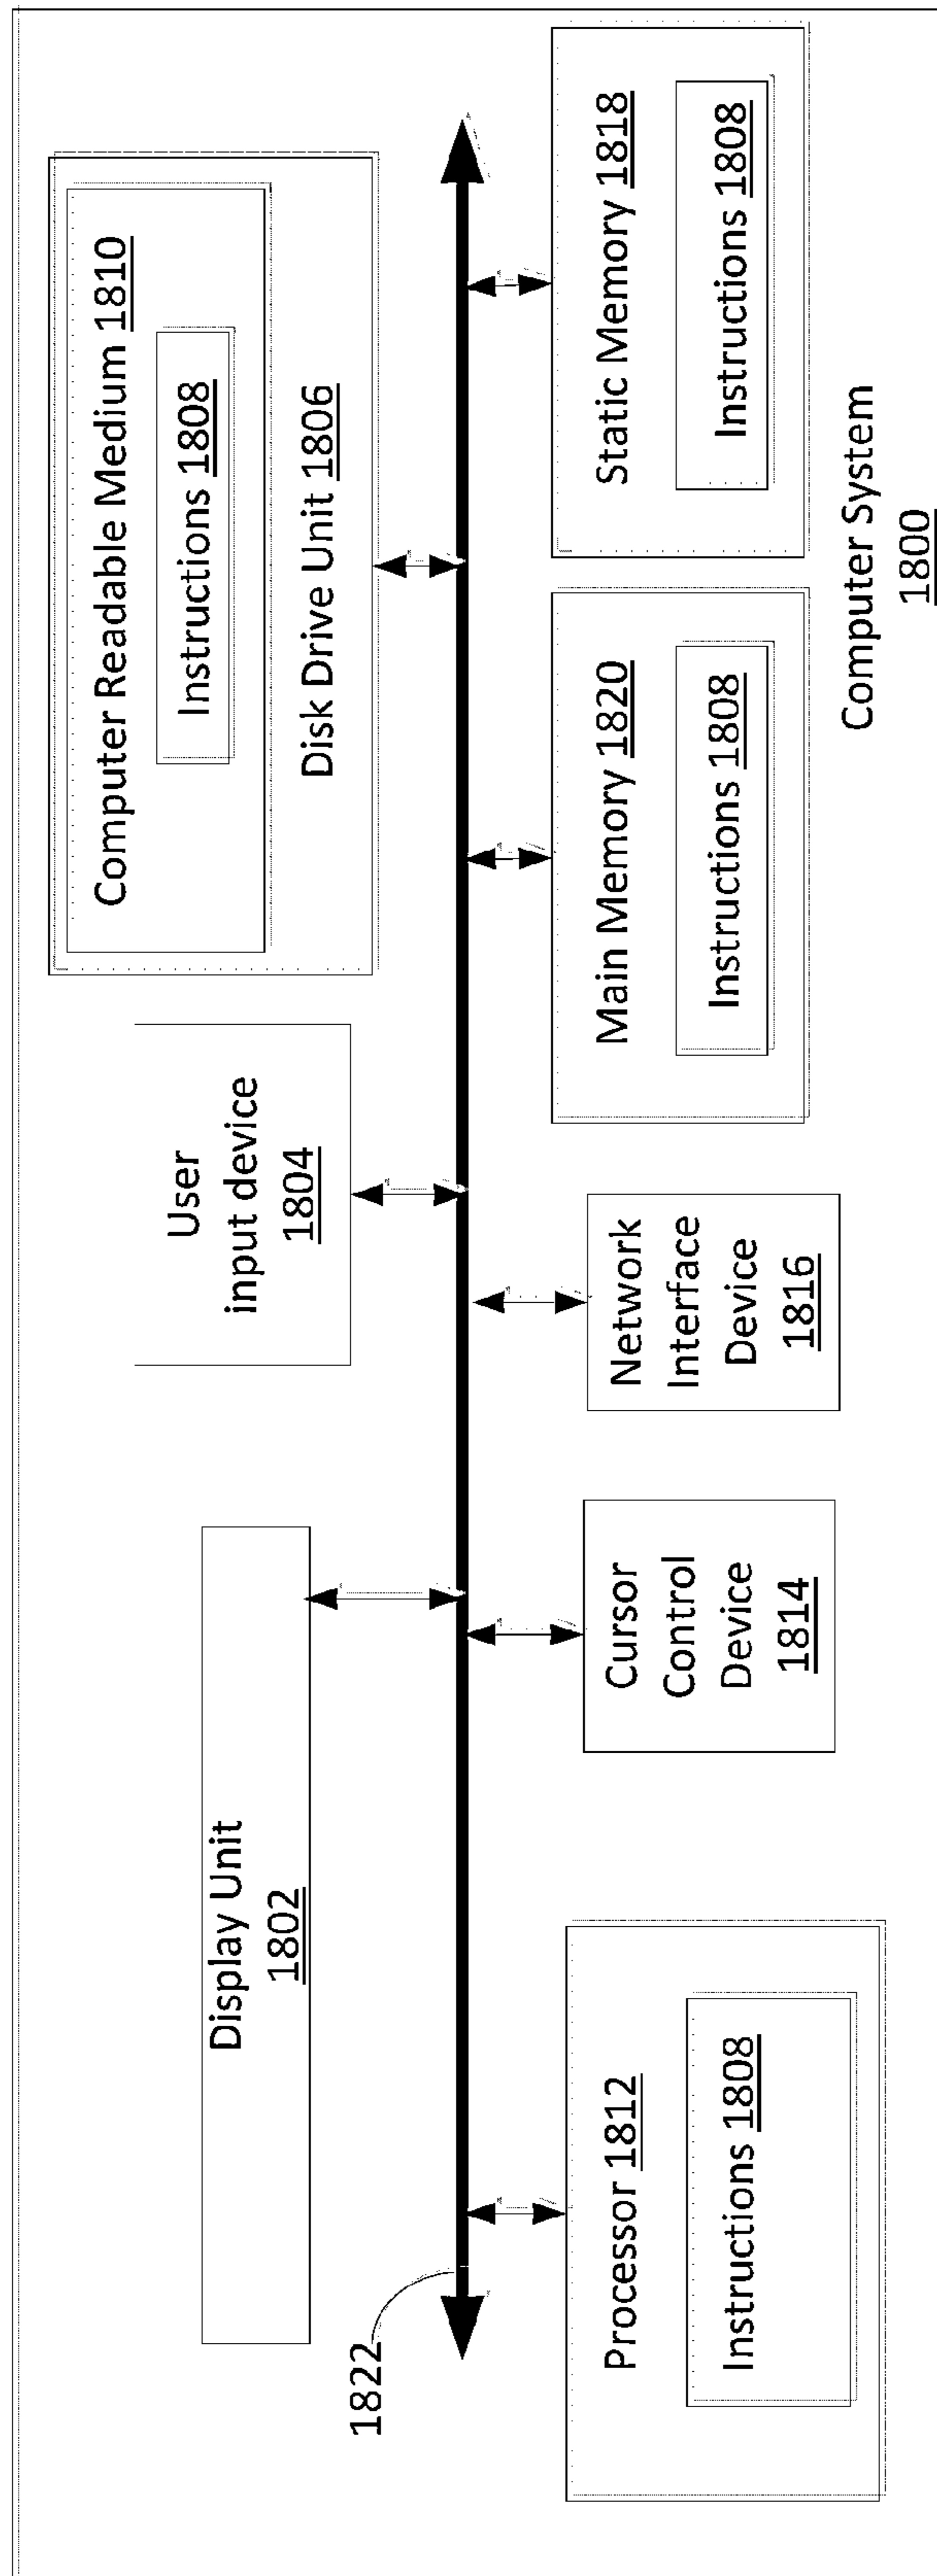 Display Unit
1802
User
input device
1804
Computer Readable Medium 1810
Instructions 1808
Disk Drive Unit 1806
1822
Processor 1812
Instructions 1808
Cursor
Control
Device
1814
Network
Interface
Device
1816
Main Memory 1820
Instructions 1808
Static Memory 1818
Instructions 1808
Computer System
1800